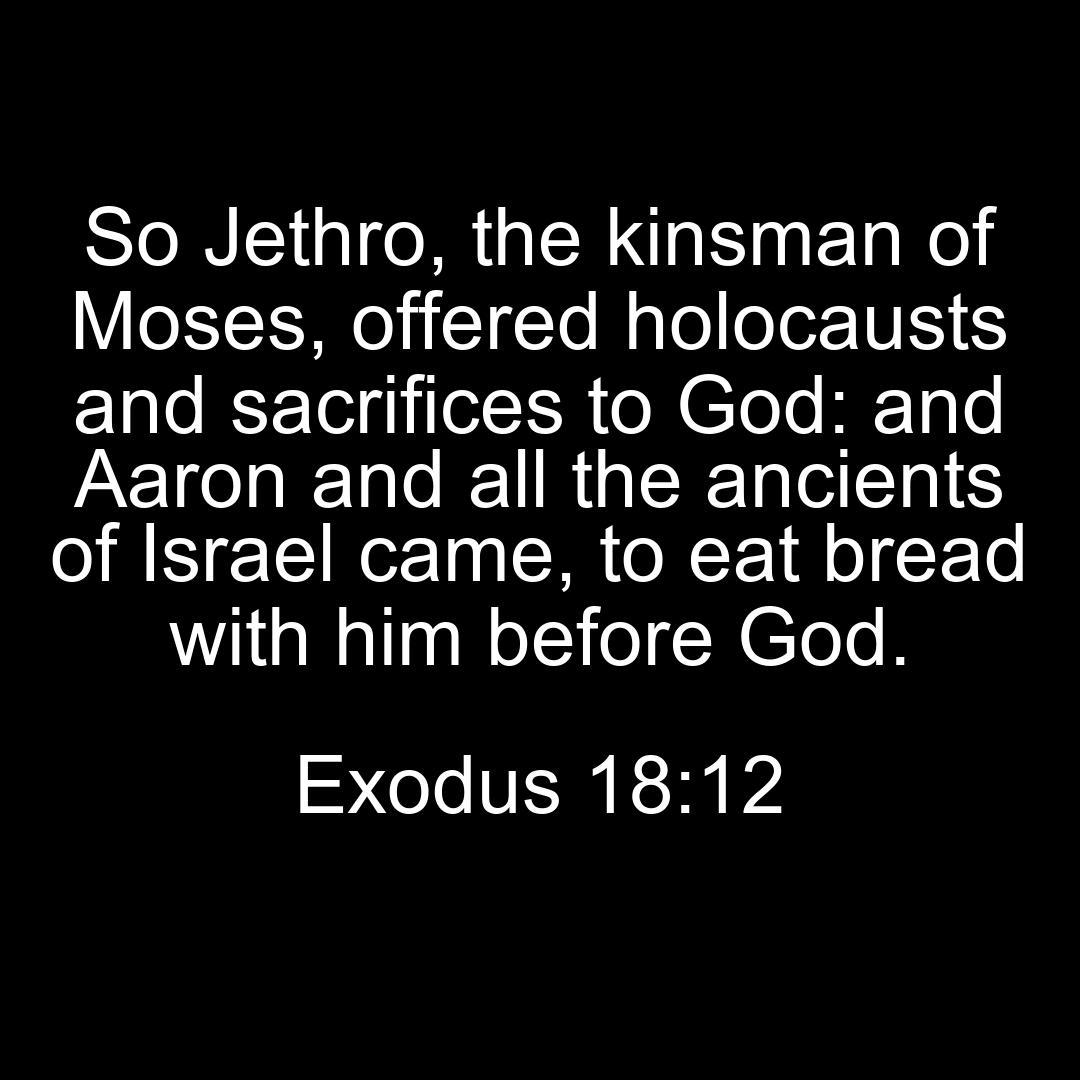 So Jethro, the kinsman of
Moses, offered holocausts
and sacrifices to God: and
Aaron and all the ancients
of Israel came, to eat bread
with him before God.
Exodus 18:12